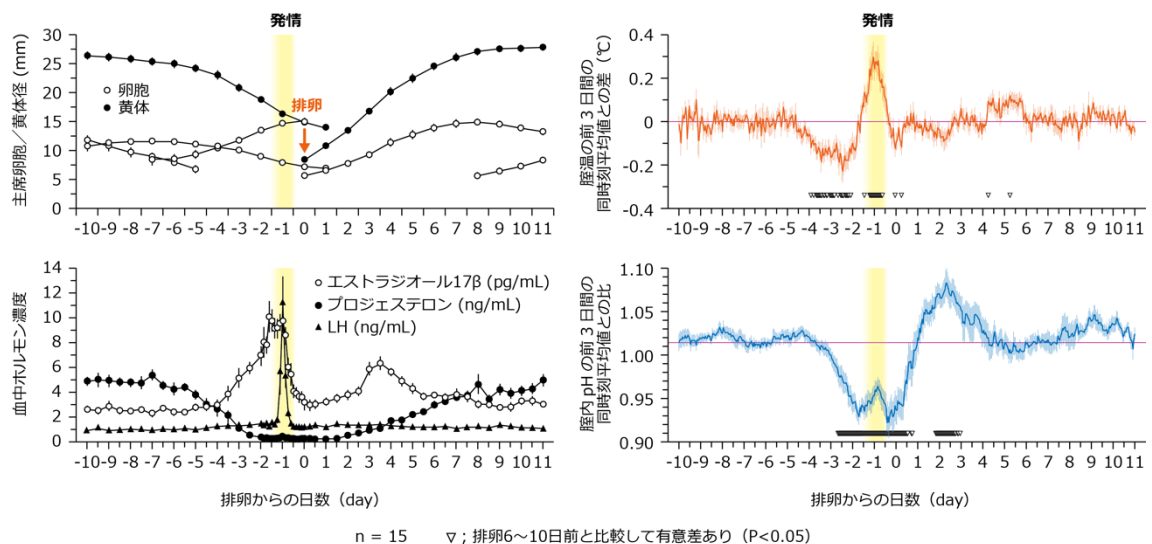 発情
主席卵胞／黄体径 (mm)
30
25
20
15
10
5
0
卵胞
黄体
排卵
-10 -9 -8 -7 -6 -5 -4 -3 -2 -1 0 1 2 3 4 5 6 7 8 9 10 11
発情
腟温の前３日間の
同時刻平均値との差（℃）
0.4
0.2
0
-0.2
-0.4
-10 -9 -8 -7 -6 -5 -4 -3 -2 -1 0 1 2 3 4 5 6 7 8 9 10 11
血中ホルモン濃度
14
12
10
8
6
4
2
0
エストラジオール17β (pg/mL)
プロジェステロン (ng/mL)
LH (ng/mL)
-10 -9 -8 -7 -6 -5 -4 -3 -2 -1 0 1 2 3 4 5 6 7 8 9 10 11
排卵からの日数（day）
腟内 pH の前３日間の
同時刻平均値との比
1.10
1.05
1.00
0.95
0.90
-10 -9 -8 -7 -6 -5 -4 -3 -2 -1 0 1 2 3 4 5 6 7 8 9 10 11
排卵からの日数（day）
n = 15 ▽ ; 排卵6～10日前と比較して有意差あり（P<0.05）